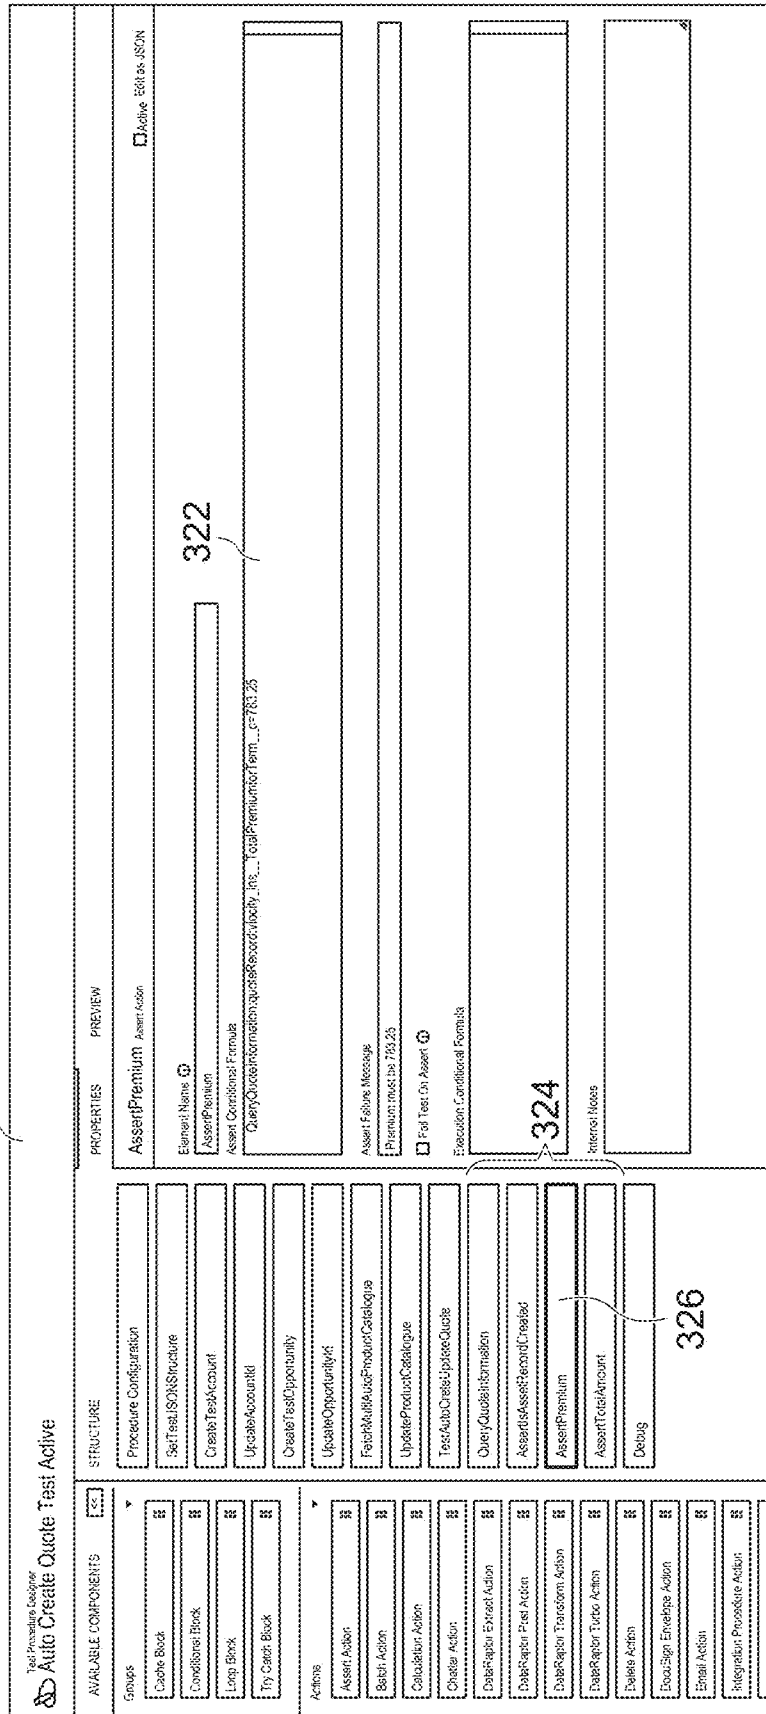 Test Procedure Designer
Auto Create Quote Test Active
AVAILABLE COMPONENTS
<<
Groups
Cache Block
Conditional Block
Loop Block
Try Catch Block
Actions
Assert Action
Batch Action
Calculation Action
Chatter Action
DataRaptor Extract Action
DataRaptor Post Action
DataRaptor Transform Action
DataRaptor Turbo Action
Delete Action
DocuSign Envelope Action
Email Action
Integration Procedure Action
STRUCTURE
Procedure Configuration
SetTestJSONStructure
CreateTestAccount
UpdateAccountId
CreateTestOpportunity
UpdateOpportunityId
FetchMultiAutoProductCatalogue
UpdateProductCatalogue
TestAutoCreateUpdateQuote
QueryQuoteInformation
AssertIsAssetRecordCreated
AssertPremium
AssertTotalAmount
Debug
326
324
PROPERTIES
PREVIEW
AssertPremium Assert Action
Active Edit as JSON
Element Name
AssertPremium
Assert Conditional Formula
322
QueryQuoteInformation:quoteRecord:vlocity_ins__TotalPremiumforTerm__c=783.25
Assert Failure Message
Premium must be 783.25
Fail Test On Assert
Execution Conditional Formula
Internal Notes